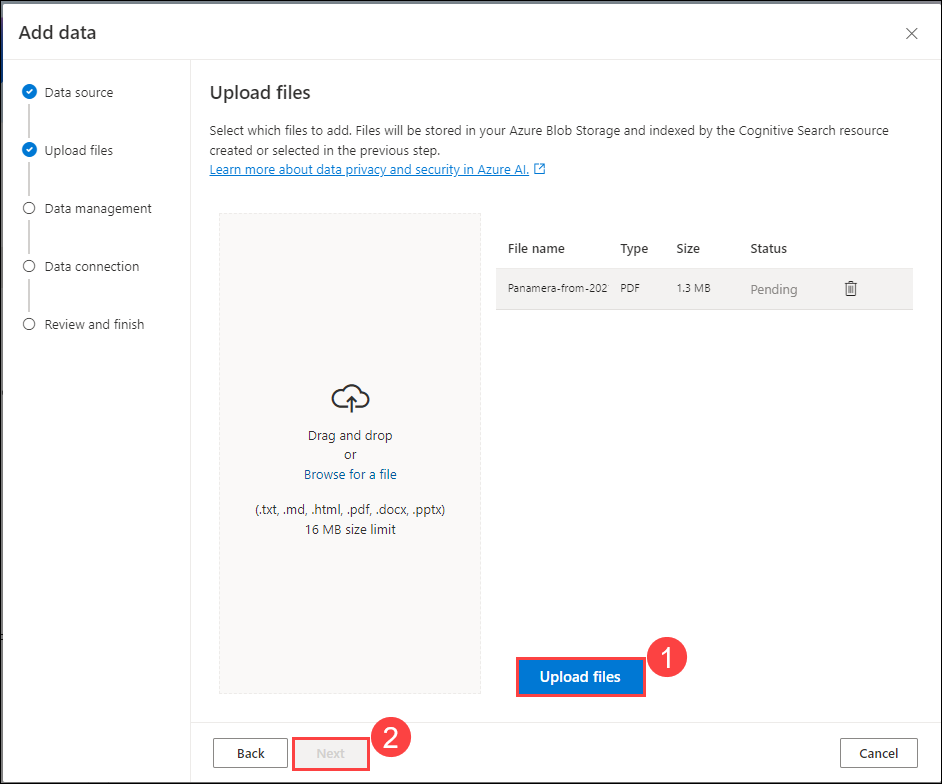 Add data
Data source
Upload files
Data management
Data connection
Review and finish
Upload files
Select which files to add. Files will be stored in your Azure Blob Storage and indexed by the Cognitive Search resource
created or selected in the previous step.
Learn more about data privacy and security in Azure AI.
Drag and drop
or
Browse for a file
(.txt, .md, .html, .pdf, .docx, .pptx)
16 MB size limit
File name Type Size Status
Panamera-from-202 PDF 1.3 MB Pending
Upload files
1
Back
Next
2
Cancel